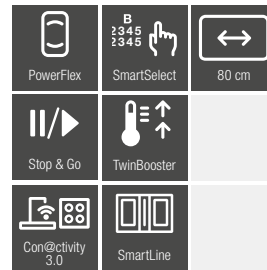 B
2345
2345
PowerFlex
SmartSelect
80 cm
Stop & Go
TwinBooster
Con@ctivity
3.0
SmartLine